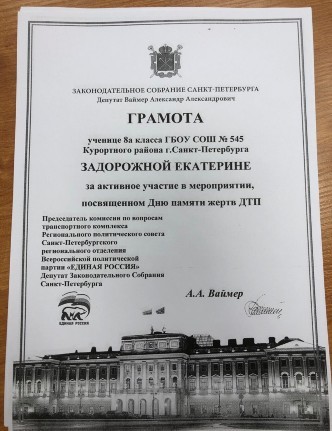 ЗАКОНОДАТЕЛЬНОЕ СОБРАНИЕ САНКТ-ПЕТЕРБУРГА
Депутат Ваймер Александр Александрович
ГРАМОТА
ученице 8а класса ГБОУ СОШ № 545
Курортного района г.Санкт-Петербурга
ЗАДОРОЖНОЙ ЕКАТЕРИНЕ
за активное участие в мероприятии,
посвященном Дню памяти жертв ДТП
Председатель комиссии по вопросам
транспортного комплекса
Регионального политического совета
Санкт-Петербургского
регионального отделения
Всероссийской политической
партии «ЕДИНАЯ РОССИЯ»
Депутат Законодательного Собрания
Санкт-Петербурга
А.А. Ваймер
ЕДИНАЯ РОССИЯ